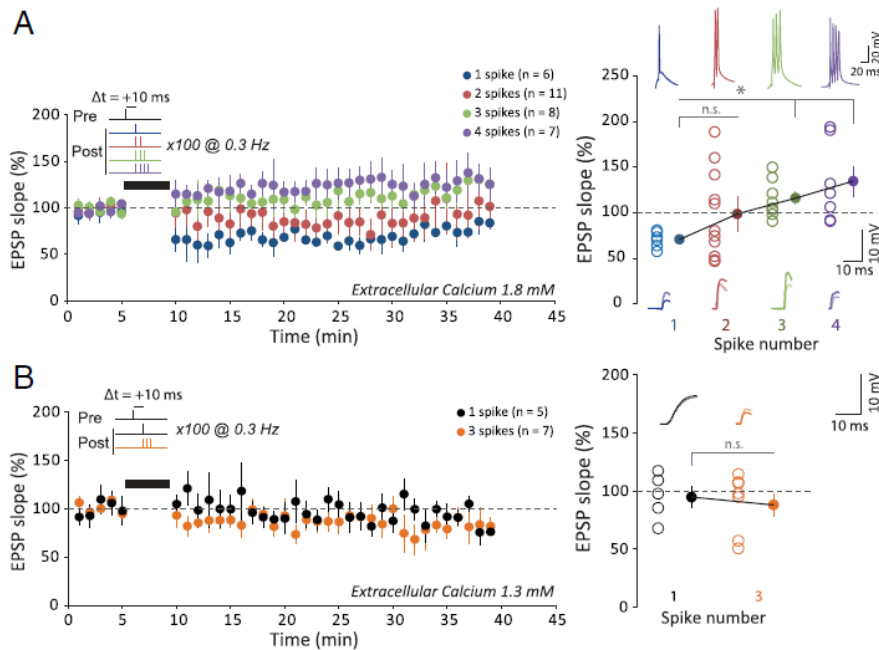 A
Δt = +10 ms
Pre
Post
x100 @ 0.3 Hz
1 spike (n = 6)
2 spikes (n = 11)
3 spikes (n = 8)
4 spikes (n = 7)
EPSP slope (%)
200
150
100
50
0
Extracellular Calcium 1.8 mM
0 5 10 15 20 25 30 35 40 45
Time (min)
20 mV
20 ms
EPSP slope (%)
250
200
150
100
50
0
*
n.s.
10 mV
10 ms
1 2 3 4
Spike number
B
Δt = +10 ms
Pre
Post
x100 @ 0.3 Hz
1 spike (n = 5)
3 spikes (n = 7)
EPSP slope (%)
200
150
100
50
0
Extracellular Calcium 1.3 mM
0 5 10 15 20 25 30 35 40 45
Time (min)
10 mV
10 ms
EPSP slope (%)
200
150
100
50
0
n.s.
1 3
Spike number